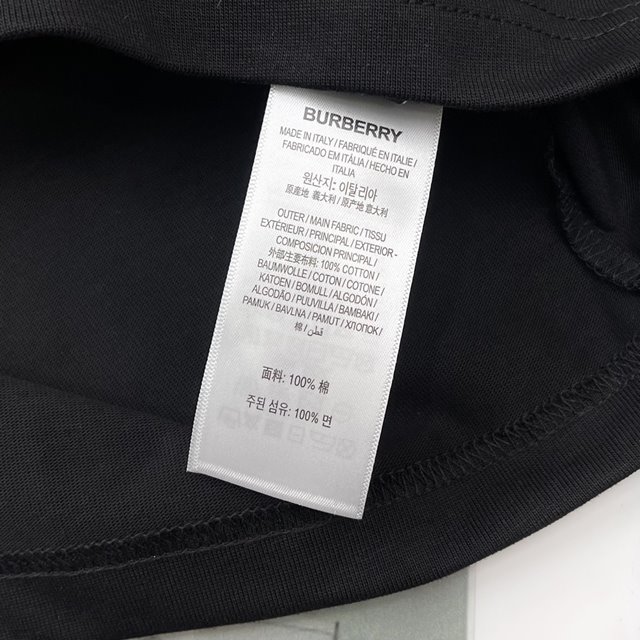 BURBERRY
MADE IN ITALY / FABRIQUÉ EN ITALIE /
FABRICADO EM ITÁLIA / HECHO EN
ITALIA
원산지: 이탈리아
原産地 義大利 / 原产地 意大利
OUTER / MAIN FABRIC / TISSU
EXTÉRIEUR / PRINCIPAL / EXTERIOR -
COMPOSICIÓN PRINCIPAL /
外部主要布料: 100% COTTON /
BAUMWOLLE / COTON / COTONE /
KATOEN / BOMULL / ALGODÓN /
ALGODÃO / PUUVILLA / BAMBAKI /
PAMUK / BAVLNA / PAMUT / ХЛОПОК /
棉 / قطن
面料: 100% 棉
주된 섬유: 100% 면